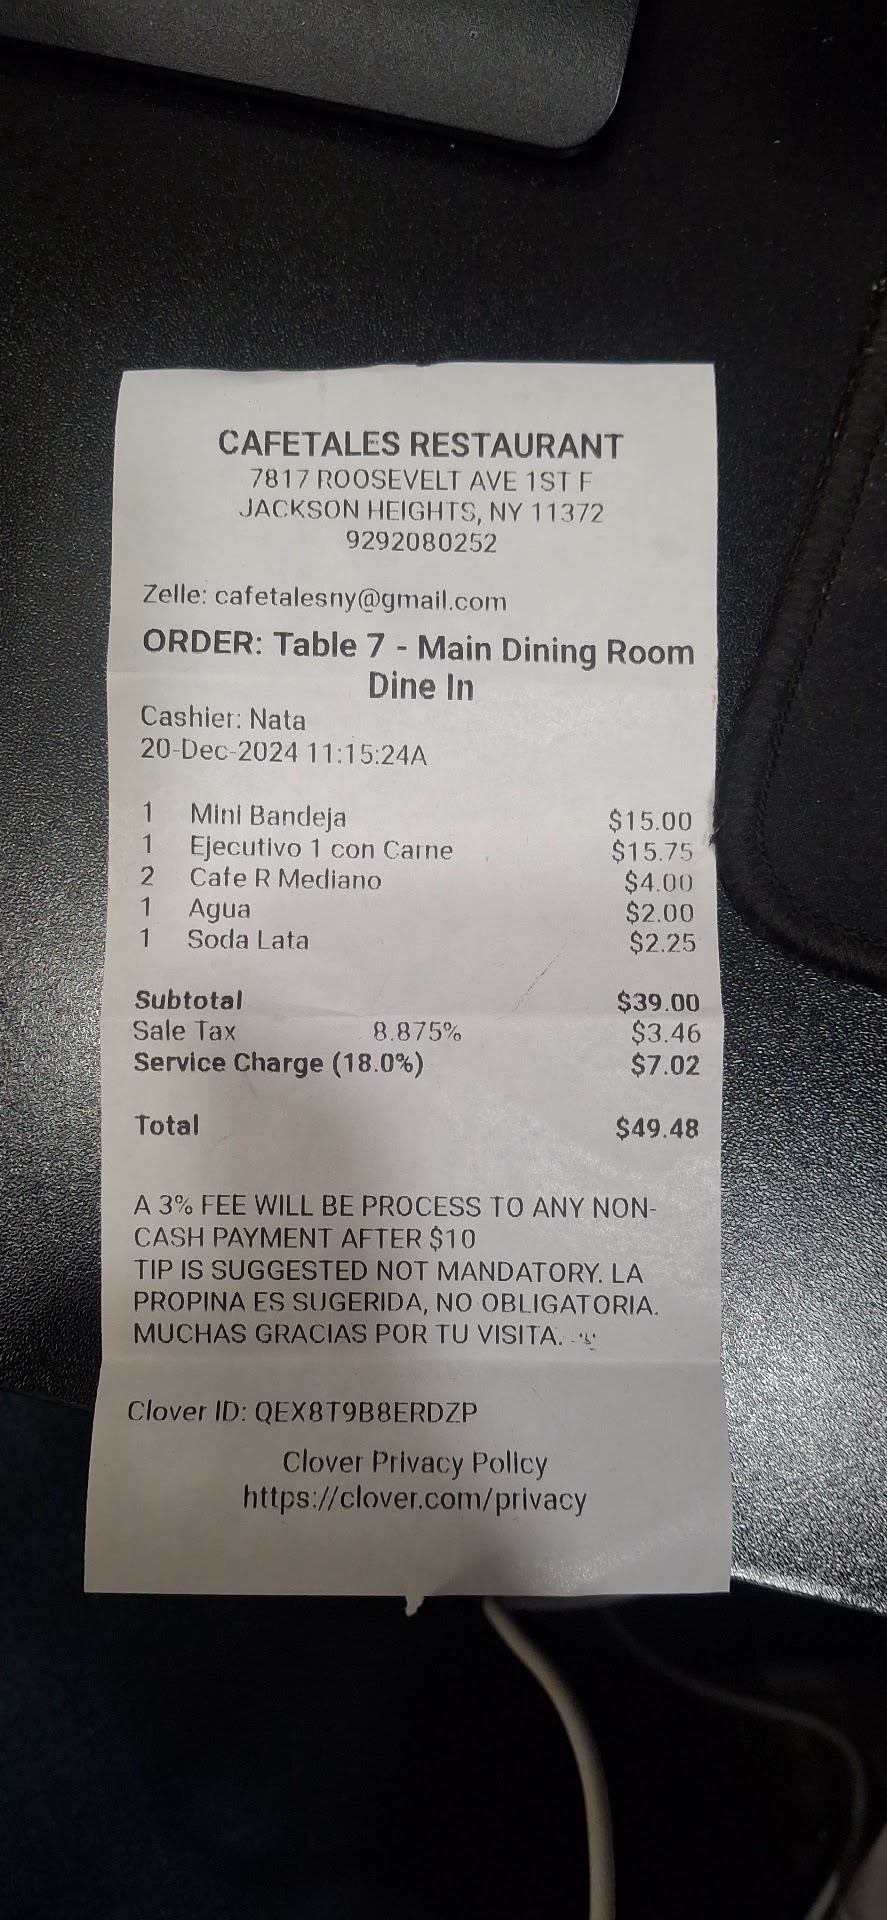 CAFETALES RESTAURANT
7817 ROOSEVELT AVE 1ST F
JACKSON HEIGHTS, NY 11372
9292080252
Zelle: cafetalesny@gmail.com
ORDER: Table 7 - Main Dining Room
Dine In
Cashier: Nata
20-Dec-2024 11:15:24A
1 Mini Bandeja $15.00
1 Ejecutivo 1 con Carne $15.75
2 Cafe R Mediano $4.00
1 Agua $2.00
1 Soda Lata $2.25
Subtotal $39.00
Sale Tax 8.875% $3.46
Service Charge (18.0%) $7.02
Total $49.48
A 3% FEE WILL BE PROCESS TO ANY NON-
CASH PAYMENT AFTER $10
TIP IS SUGGESTED NOT MANDATORY. LA
PROPINA ES SUGERIDA, NO OBLIGATORIA.
MUCHAS GRACIAS POR TU VISITA.
Clover ID: QEX8T9B8ERDZP
Clover Privacy Policy
https://clover.com/privacy